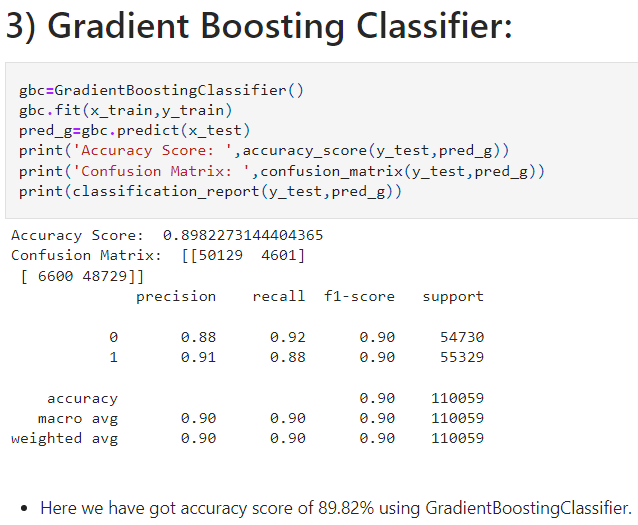 3) Gradient Boosting Classifier:
gbc=GradientBoostingClassifier()
gbc.fit(x_train,y_train)
pred_g=gbc.predict(x_test)
print('Accuracy Score: ',accuracy_score(y_test,pred_g))
print('Confusion Matrix: ',confusion_matrix(y_test,pred_g))
print(classification_report(y_test,pred_g))
Accuracy Score:  0.8982273144404365
Confusion Matrix:  [[50129  4601]
 [ 6600 48729]]
              precision    recall  f1-score   support
           0       0.88      0.92      0.90     54730
           1       0.91      0.88      0.90     55329
    accuracy                           0.90    110059
   macro avg       0.90      0.90      0.90    110059
weighted avg       0.90      0.90      0.90    110059
• Here we have got accuracy score of 89.82% using GradientBoostingClassifier.